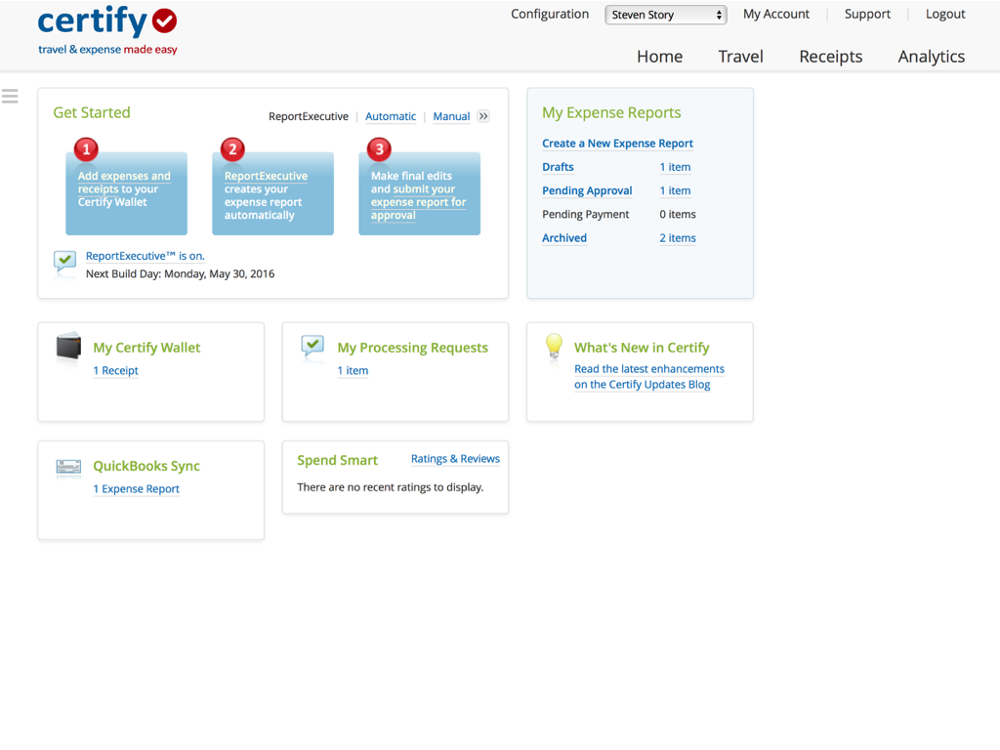 certify
travel & expense made easy
Configuration
Steven Story
My Account
Support
Logout
Home
Travel
Receipts
Analytics
Get Started
ReportExecutive
Automatic
Manual
»
1
Add expenses and
receipts to your
Certify Wallet
2
ReportExecutive
creates your
expense report
automatically
3
Make final edits
and submit your
expense report for
approval
ReportExecutive™ is on.
Next Build Day: Monday, May 30, 2016
My Expense Reports
Create a New Expense Report
Drafts 1 item
Pending Approval 1 item
Pending Payment 0 items
Archived 2 items
My Certify Wallet
1 Receipt
My Processing Requests
1 item
What's New in Certify
Read the latest enhancements
on the Certify Updates Blog
QuickBooks Sync
1 Expense Report
Spend Smart
Ratings & Reviews
There are no recent ratings to display.